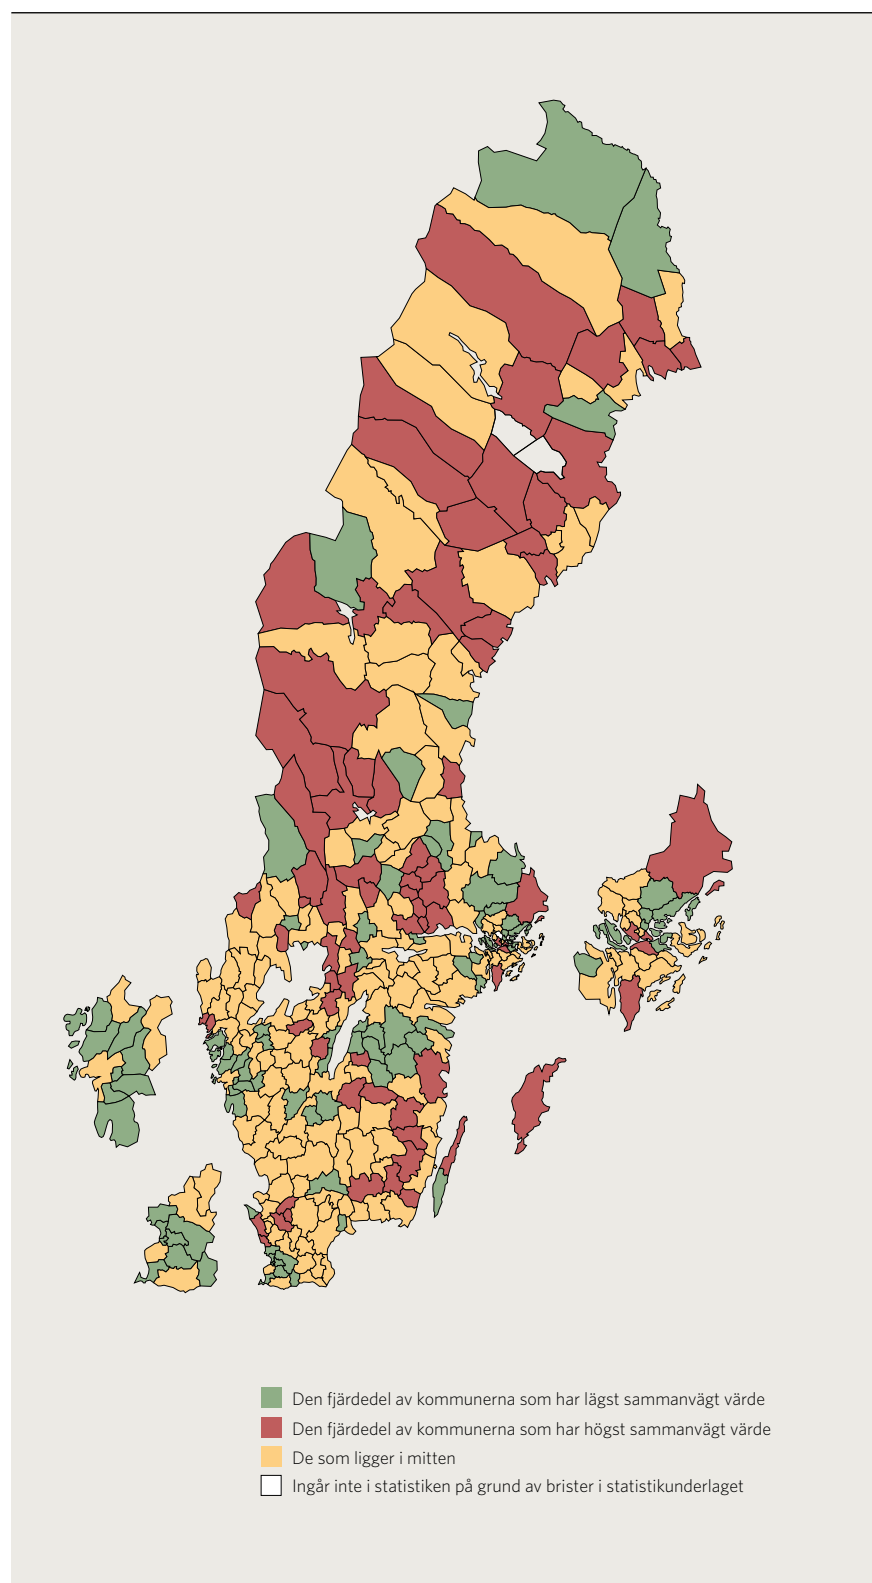 Den fjärdedel av kommunerna som har lägst sammanvägt värde
Den fjärdedel av kommunerna som har högst sammanvägt värde
De som ligger i mitten
Ingår inte i statistiken på grund av brister i statistikunderlaget